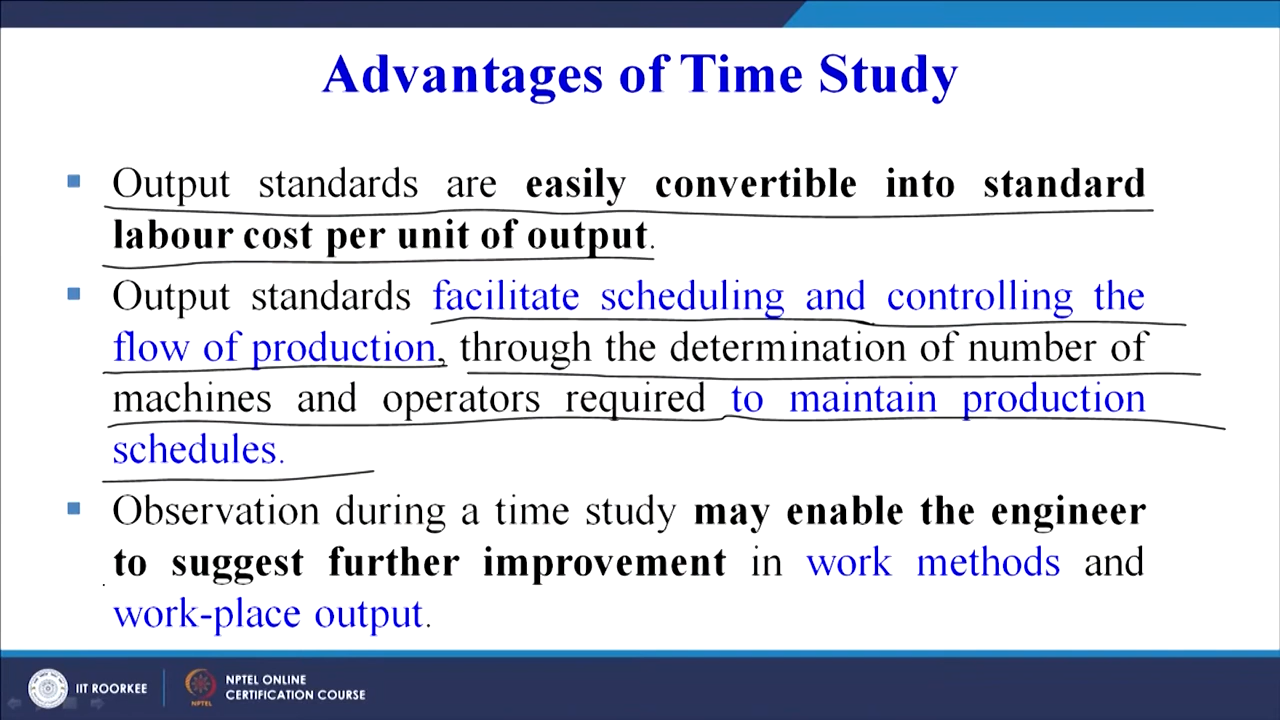 Advantages of Time Study
Output standards are easily convertible into standard
labour cost per unit of output.
Output standards facilitate scheduling and controlling the
flow of production, through the determination of number of
machines and operators required to maintain production
schedules.
Observation during a time study may enable the engineer
to suggest further improvement in work methods and
work-place output.
IIT ROORKEE
NPTEL
NPTEL ONLINE
CERTIFICATION COURSE